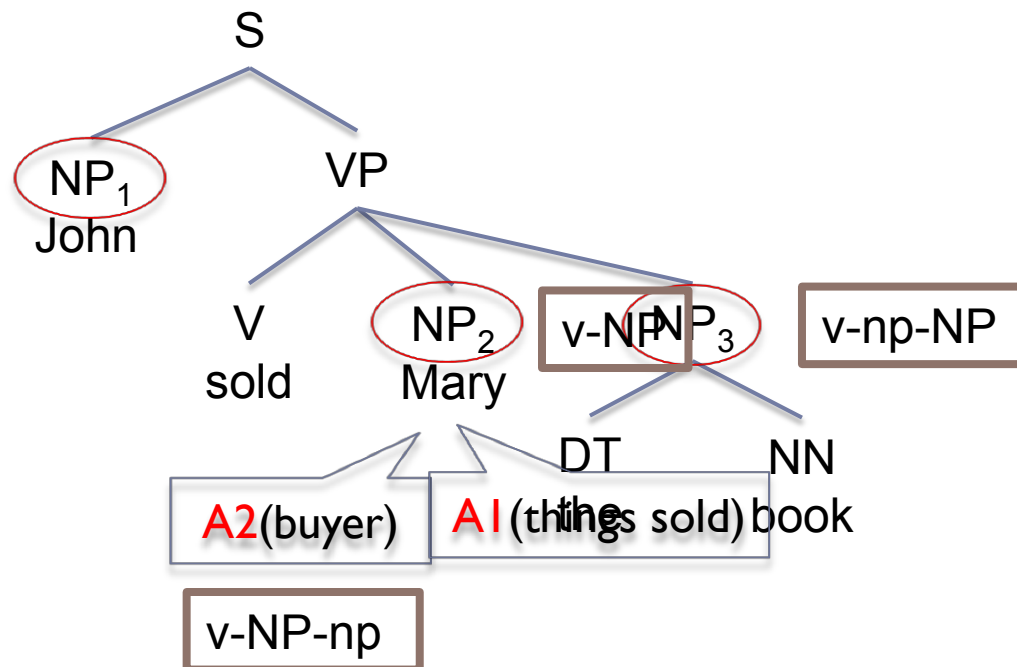 S
NP₁
VP
John
V
NP₂
v-NP
NP₃
v-np-NP
sold
Mary
DT
NN
the
book
A2(buyer)
A1(things sold)
v-NP-np